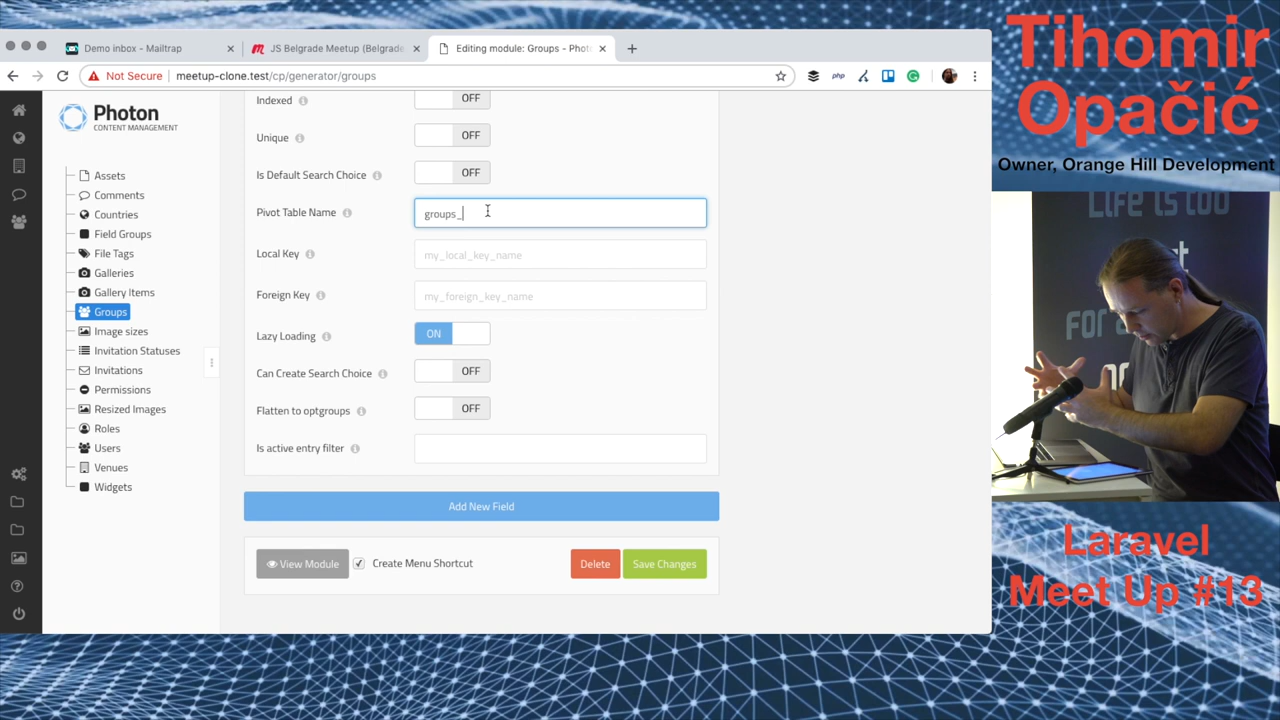 Demo inbox - Mailtrap
JS Belgrade Meetup (Belgrade,
Editing module: Groups - Phot
Not Secure
meetup-clone.test/cp/generator/groups
php
Photon
CONTENT MANAGEMENT
Assets
Comments
Countries
Field Groups
File Tags
Galleries
Gallery Items
Groups
Image sizes
Invitation Statuses
Invitations
Permissions
Resized Images
Roles
Users
Venues
Widgets
Indexed
OFF
Unique
OFF
Is Default Search Choice
OFF
Pivot Table Name
groups_
Local Key
my_local_key_name
Foreign Key
my_foreign_key_name
Lazy Loading
ON
Can Create Search Choice
OFF
Flatten to optgroups
OFF
Is active entry filter
Add New Field
View Module
Create Menu Shortcut
Delete
Save Changes
Tihomir
Opačić
Owner, Orange Hill Development
Life is too
Laravel
Meet Up #13